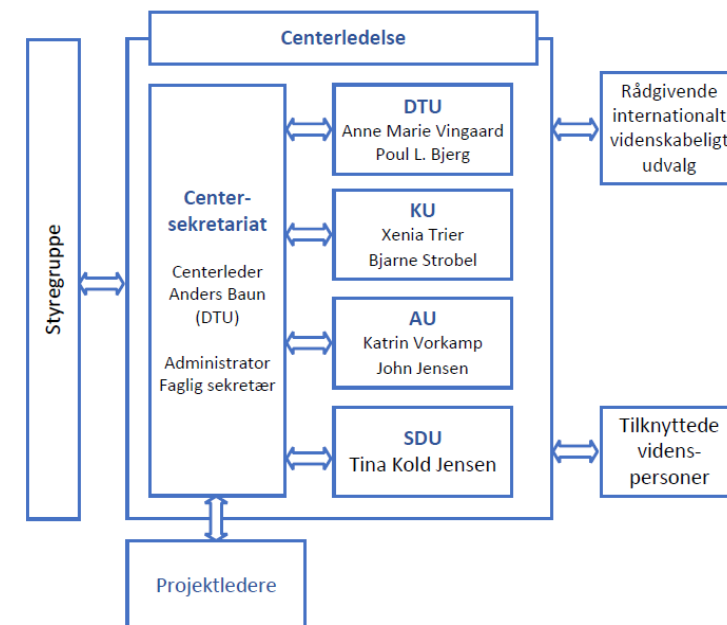 Styregruppe
Centerledelse
Center-
sekretariat
Centerleder
Anders Baun
(DTU)
Administrator
Faglig sekretær
DTU
Anne Marie Vingaard
Poul L. Bjerg
KU
Xenia Trier
Bjarne Strobel
AU
Katrin Vorkamp
John Jensen
SDU
Tina Kold Jensen
Rådgivende
internationalt
videnskabeligt
udvalg
Tilknyttede
videns-
personer
Projektledere